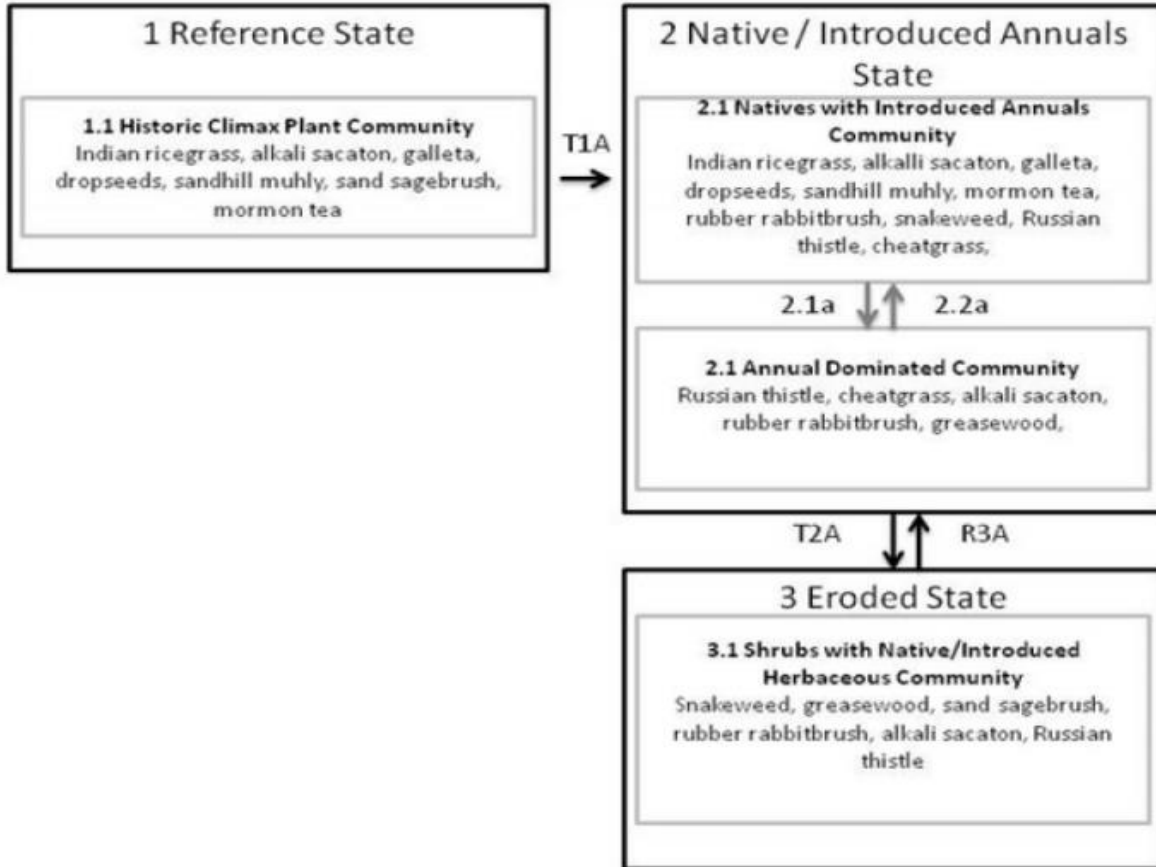 1 Reference State
1.1 Historic Climax Plant Community
Indian ricegrass, alkali sacaton, galleta,
dropseeds, sandhill muhly, sand sagebrush,
mormon tea
T1A
2 Native / Introduced Annuals
State
2.1 Natives with Introduced Annuals
Community
Indian ricegrass, alkalli sacaton, galleta,
dropseeds, sandhill muhly, mormon tea,
rubber rabbitbrush, snakeweed, Russian
thistle, cheatgrass,
2.1a
2.2a
2.1 Annual Dominated Community
Russian thistle, cheatgrass, alkali sacaton,
rubber rabbitbrush, greasewood,
T2A
R3A
3 Eroded State
3.1 Shrubs with Native/Introduced
Herbaceous Community
Snakeweed, greasewood, sand sagebrush,
rubber rabbitbrush, alkali sacaton, Russian
thistle